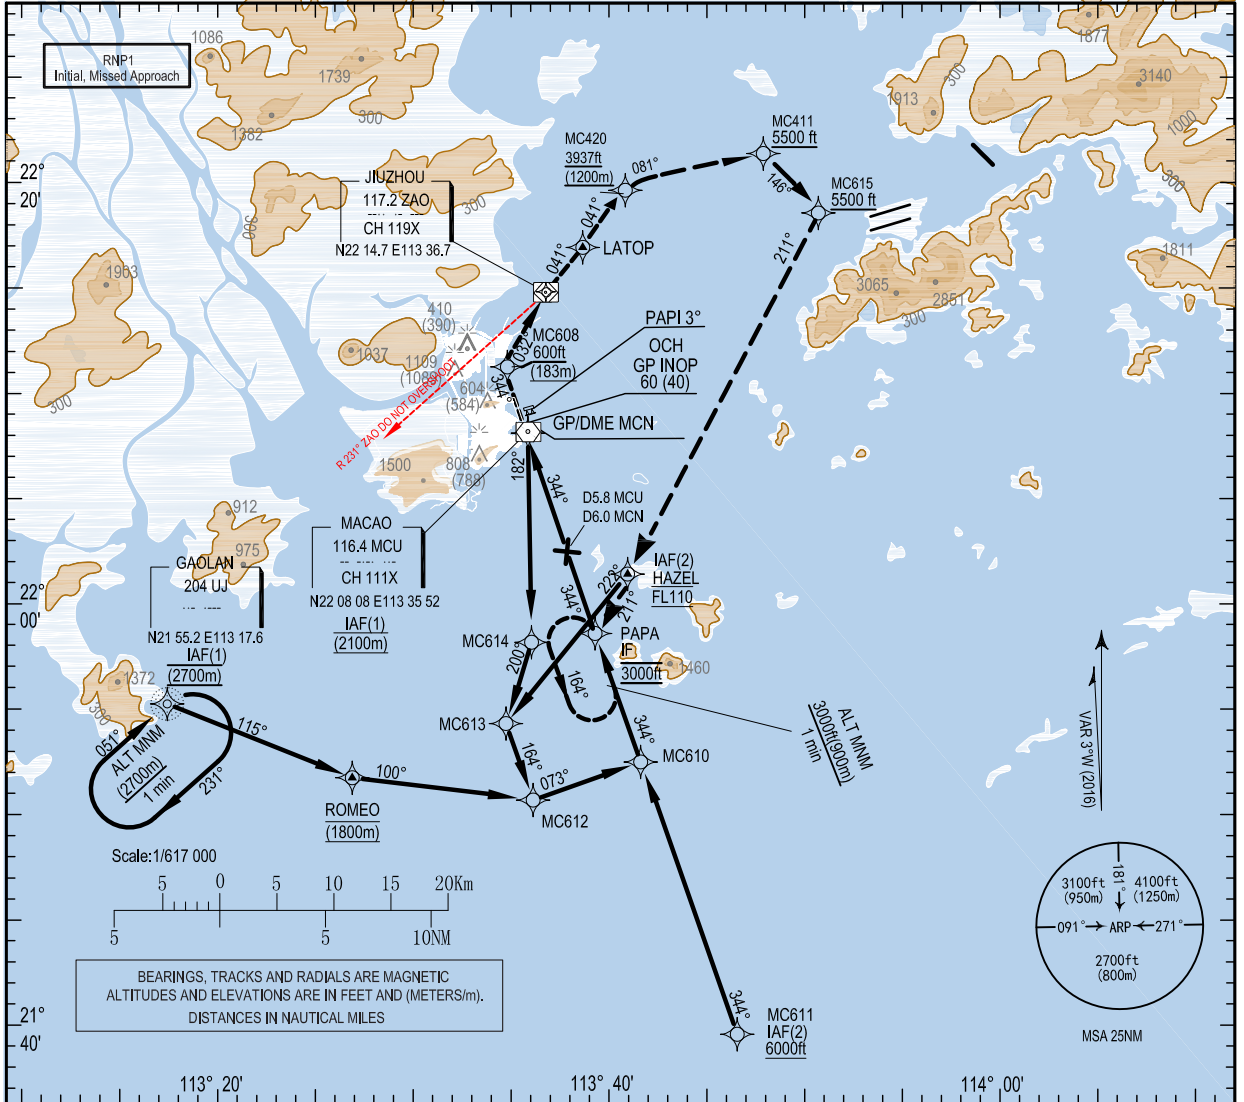 1086
RNP1
Initial, Missed Approach
1739
1382
300
1877
300
3140
1913
1000
300
22°
20'
MC420
3937ft
(1200m)
081°
MC411
5500 ft
146°
MC615
5500 ft
211°
JIUZHOU
117.2 ZAO
CH 119X
N22 14.7 E113 36.7
300
300
041°
041°
LATOP
1903
300
1811
3065
2851
300
410
(390)
1037
1109
604
(584)
R 231° ZAO DO NOT OVERSHOOT
032°
MC608
600ft
(183m)
344°
PAPI 3°
OCH
GP INOP
60 (40)
GP/DME MCN
1500
808
(788)
182°
344°
D5.8 MCU
D6.0 MCN
912
975
GAOLAN
204 UJ
N21 55.2 E113 17.6
IAF(1)
(2700m)
MACAO
116.4 MCU
CH 111X
N22 08 08 E113 35 52
IAF(1)
(2100m)
22°
00'
IAF(2)
HAZEL
FL110
222°
211°
344°
MC614
PAPA
IF
3000ft
1460
200°
164°
1372
300
051°
ALT MNM
(2700m)
1 min
231°
115°
MC613
164°
344°
MC610
ALT MNM
3000ft(900m)
1 min
VAR 3°W (2016)
100°
073°
ROMEO
(1800m)
MC612
Scale:1/617 000
5 0 5 10 15 20Km
5 5 10NM
3100ft
(950m)
181°
4100ft
(1250m)
091° ARP 271°
2700ft
(800m)
MSA 25NM
BEARINGS, TRACKS AND RADIALS ARE MAGNETIC
ALTITUDES AND ELEVATIONS ARE IN FEET AND (METERS/m).
DISTANCES IN NAUTICAL MILES
344°
MC611
IAF(2)
6000ft
21°
40'
113° 20'
113° 40'
114° 00'